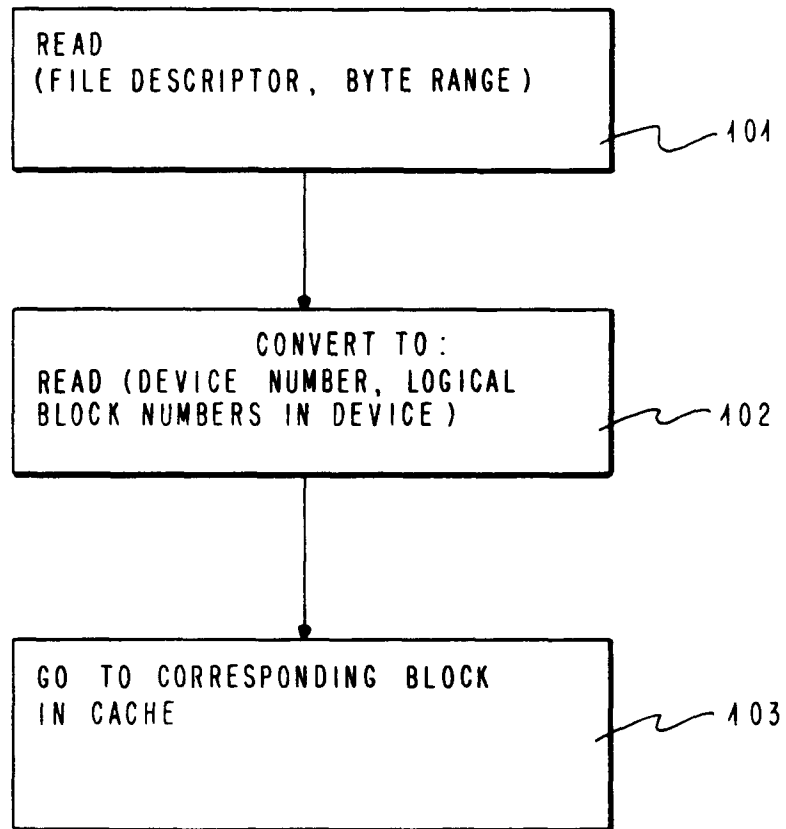 READ
(FILE DESCRIPTOR, BYTE RANGE)
101
CONVERT TO:
READ (DEVICE NUMBER, LOGICAL
BLOCK NUMBERS IN DEVICE)
102
GO TO CORRESPONDING BLOCK
IN CACHE
103